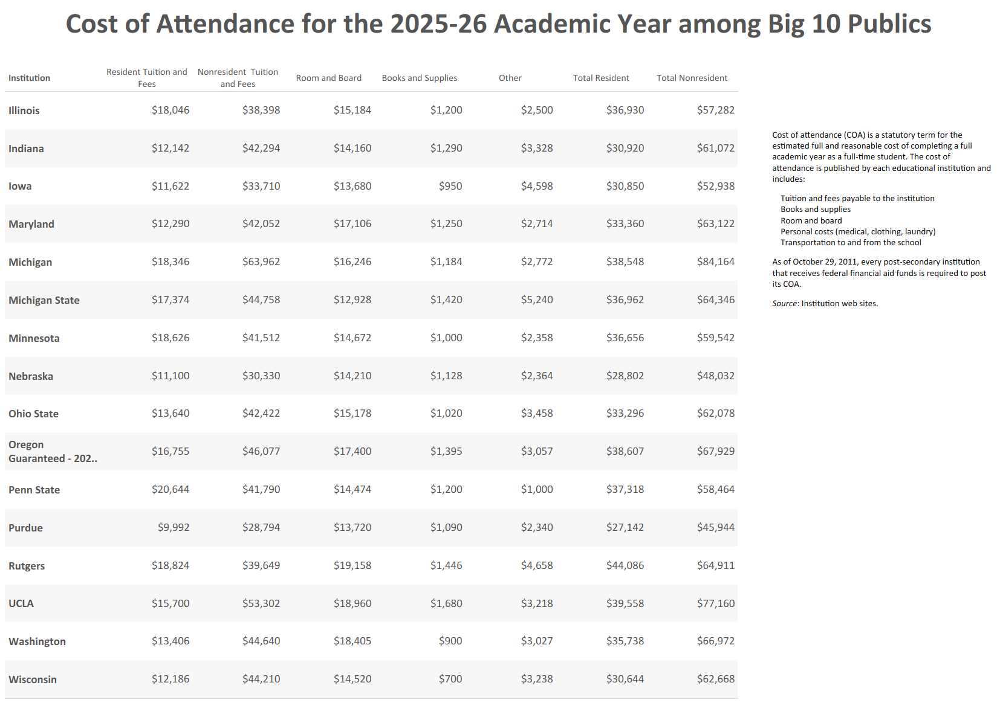 Cost of Attendance for the 2025-26 Academic Year among Big 10 Publics
Institution Resident Tuition and Fees Nonresident Tuition and Fees Room and Board Books and Supplies Other Total Resident Total Nonresident
Illinois $18,046 $38,398 $15,184 $1,200 $2,500 $36,930 $57,282
Indiana $12,142 $42,294 $14,160 $1,290 $3,328 $30,920 $61,072
Iowa $11,622 $33,710 $13,680 $950 $4,598 $30,850 $52,938
Maryland $12,290 $42,052 $17,106 $1,250 $2,714 $33,360 $63,122
Michigan $18,346 $63,962 $16,246 $1,184 $2,772 $38,548 $84,164
Michigan State $17,374 $44,758 $12,928 $1,420 $5,240 $36,962 $64,346
Minnesota $18,626 $41,512 $14,672 $1,000 $2,358 $36,656 $59,542
Nebraska $11,100 $30,330 $14,210 $1,128 $2,364 $28,802 $48,032
Ohio State $13,640 $42,422 $15,178 $1,020 $3,458 $33,296 $62,078
Oregon
Guaranteed - 202.. $16,755 $46,077 $17,400 $1,395 $3,057 $38,607 $67,929
Penn State $20,644 $41,790 $14,474 $1,200 $1,000 $37,318 $58,464
Purdue $9,992 $28,794 $13,720 $1,090 $2,340 $27,142 $45,944
Rutgers $18,824 $39,649 $19,158 $1,446 $4,658 $44,086 $64,911
UCLA $15,700 $53,302 $18,960 $1,680 $3,218 $39,558 $77,160
Washington $13,406 $44,640 $18,405 $900 $3,027 $35,738 $66,972
Wisconsin $12,186 $44,210 $14,520 $700 $3,238 $30,644 $62,668
Cost of attendance (COA) is a statutory term for the
estimated full and reasonable cost of completing a full
academic year as a full-time student. The cost of
attendance is published by each educational institution and
includes:
Tuition and fees payable to the institution
Books and supplies
Room and board
Personal costs (medical, clothing, laundry)
Transportation to and from the school
As of October 29, 2011, every post-secondary institution
that receives federal financial aid funds is required to post
its COA.
Source: Institution web sites.